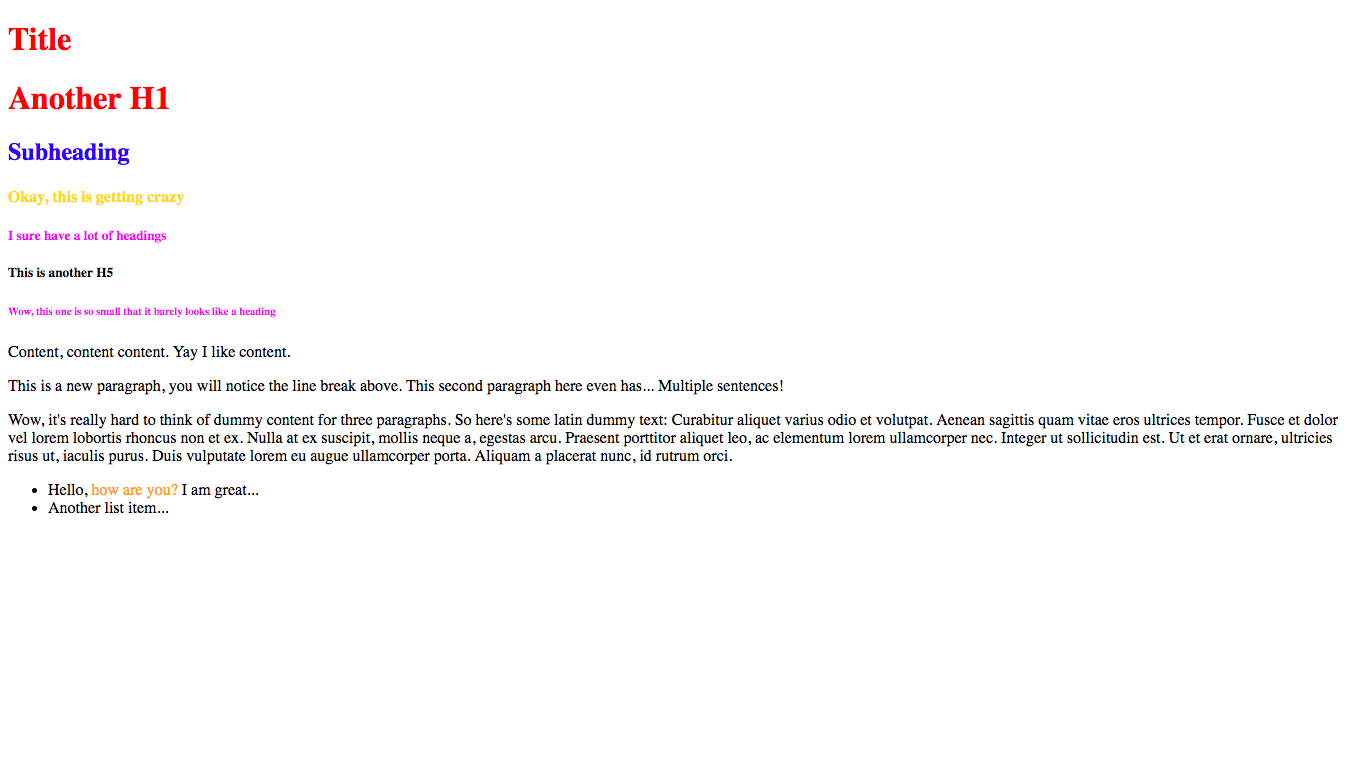 Title
Another H1
Subheading
Okay, this is getting crazy
I sure have a lot of headings
This is another H5
Wow, this one is so small that it barely looks like a heading
Content, content content. Yay I like content.
This is a new paragraph, you will notice the line break above. This second paragraph here even has... Multiple sentences!
Wow, it's really hard to think of dummy content for three paragraphs. So here's some latin dummy text: Curabitur aliquet varius odio et volutpat. Aenean sagittis quam vitae eros ultrices tempor. Fusce et dolor
vel lorem lobortis rhoncus non et ex. Nulla at ex suscipit, mollis neque a, egestas arcu. Praesent porttitor aliquet leo, ac elementum lorem ullamcorper nec. Integer ut sollicitudin est. Ut et erat ornare, ultricies
risus ut, iaculis purus. Duis vulputate lorem eu augue ullamcorper porta. Aliquam a placerat nunc, id rutrum orci.
• Hello, how are you? I am great...
• Another list item...